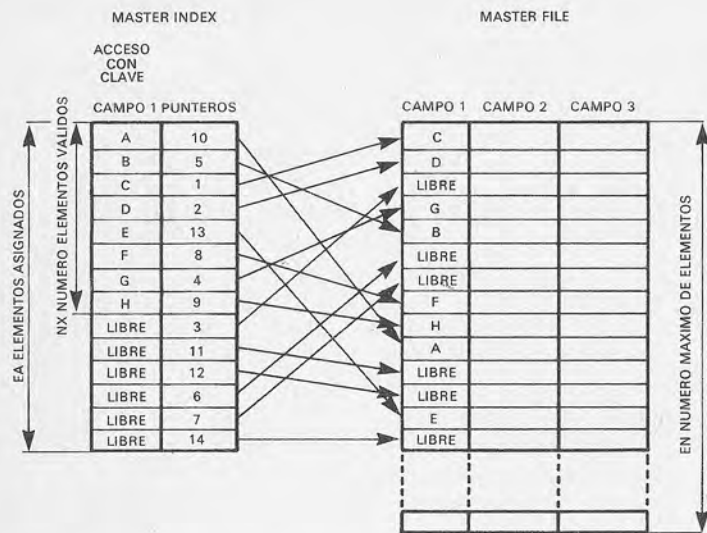 MASTER INDEX
MASTER FILE
ACCESO
CON
CLAVE
CAMPO 1 PUNTEROS
CAMPO 1 CAMPO 2 CAMPO 3
EA ELEMENTOS ASIGNADOS
NX NUMERO ELEMENTOS VALIDOS
A 10
B 5
C 1
D 2
E 13
F 8
G 4
H 9
LIBRE 3
LIBRE 11
LIBRE 12
LIBRE 6
LIBRE 7
LIBRE 14
C
D
LIBRE
G
B
LIBRE
LIBRE
F
H
A
LIBRE
LIBRE
E
LIBRE
EN NUMERO MAXIMO DE ELEMENTOS